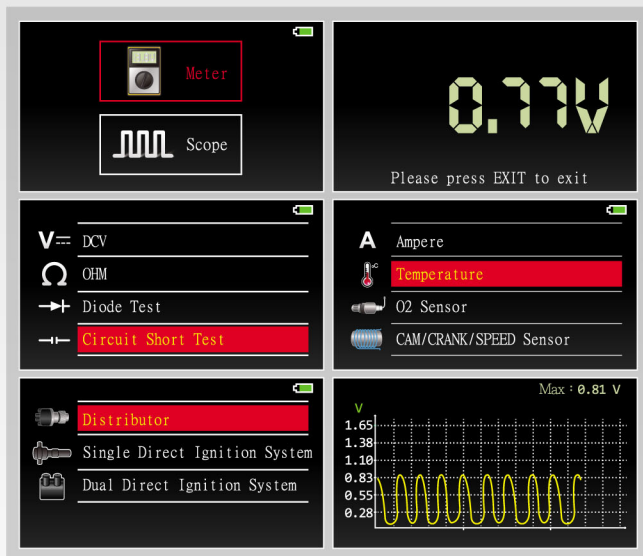 Meter
Scope
0.77V
Please press EXIT to exit
V DCV
Ω OHM
Diode Test
Circuit Short Test
A Ampere
°C Temperature
O2 Sensor
CAM/CRANK/SPEED Sensor
Distributor
Single Direct Ignition System
Dual Direct Ignition System
Max : 0.81 V
V
1.65
1.38
1.10
0.83
0.55
0.28